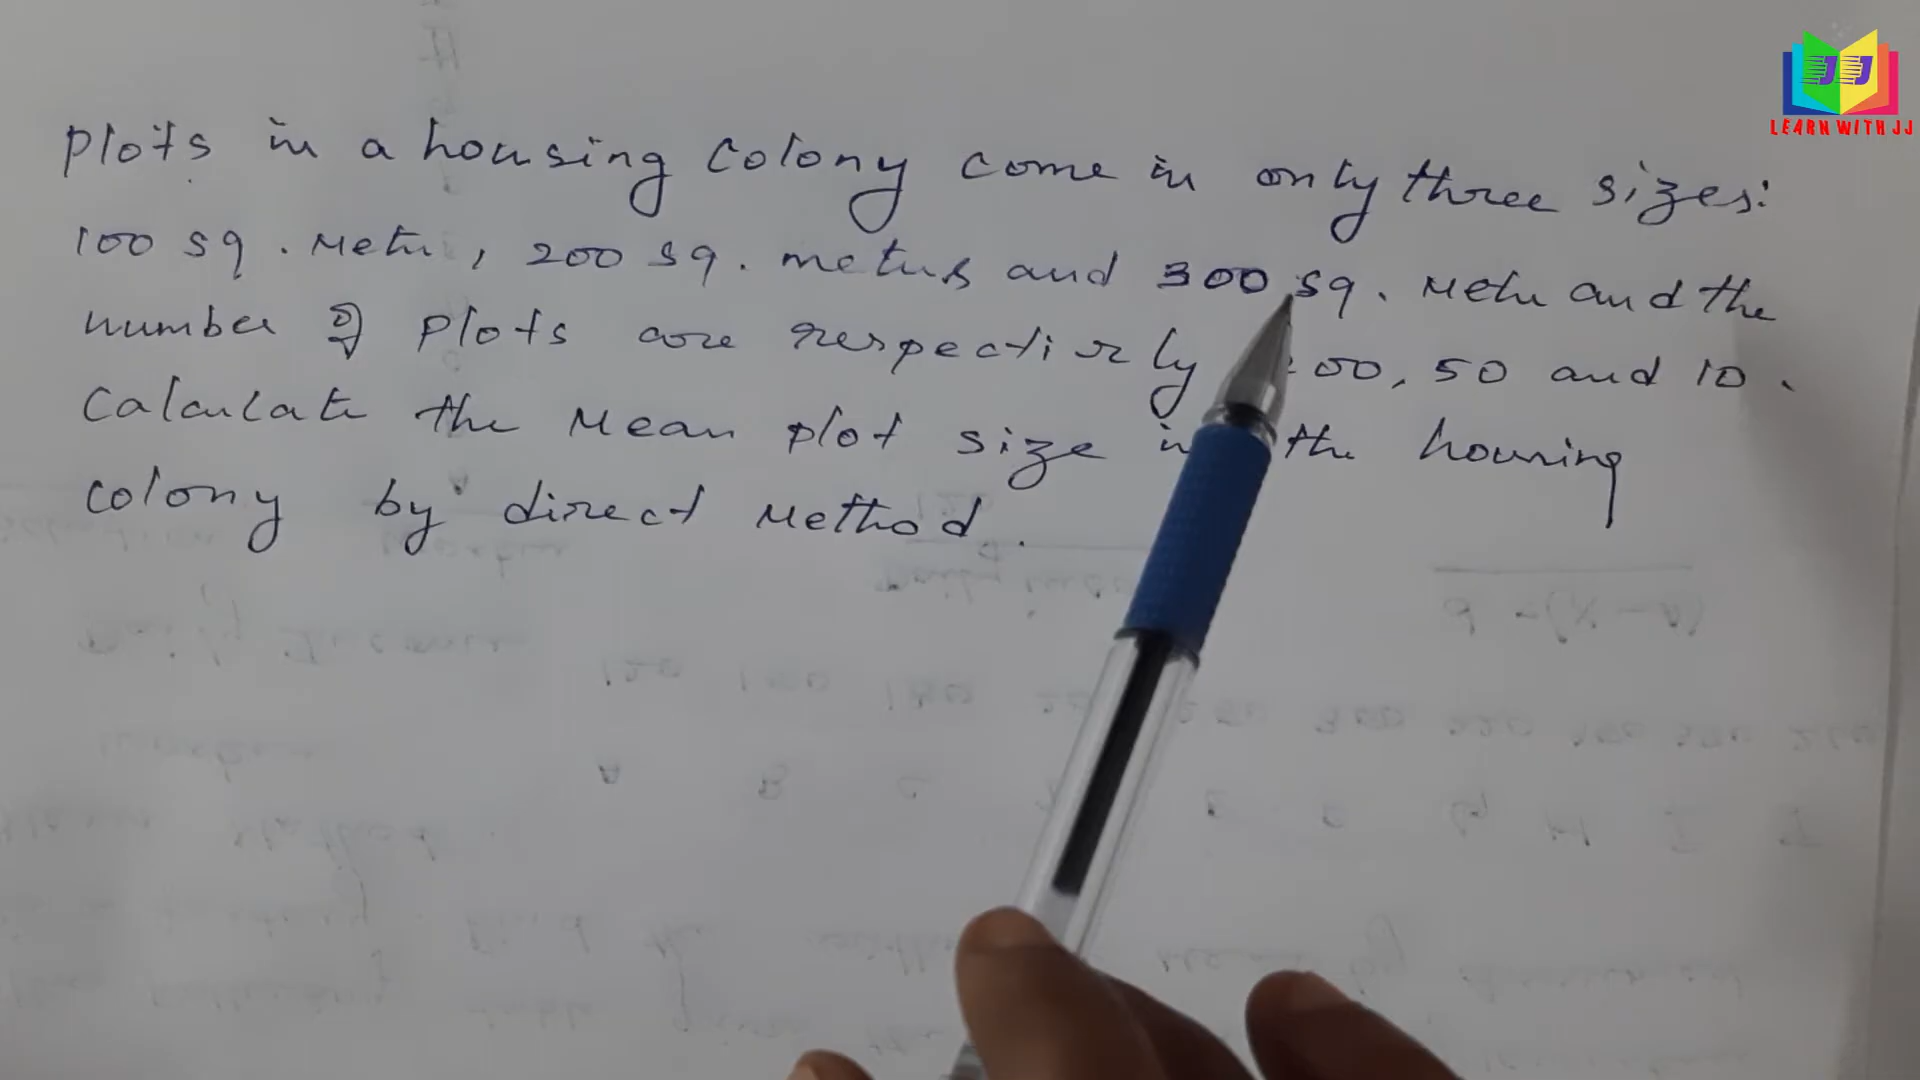 LEARN WITH JJ
Plots in a housing colony come in only three sizes:
100 sq. Metre, 200 sq. metres and 300 sq. Metre and the
number of plots are respectively 00, 50 and 10.
Calculate the Mean plot size in the housing
colony by direct Method.